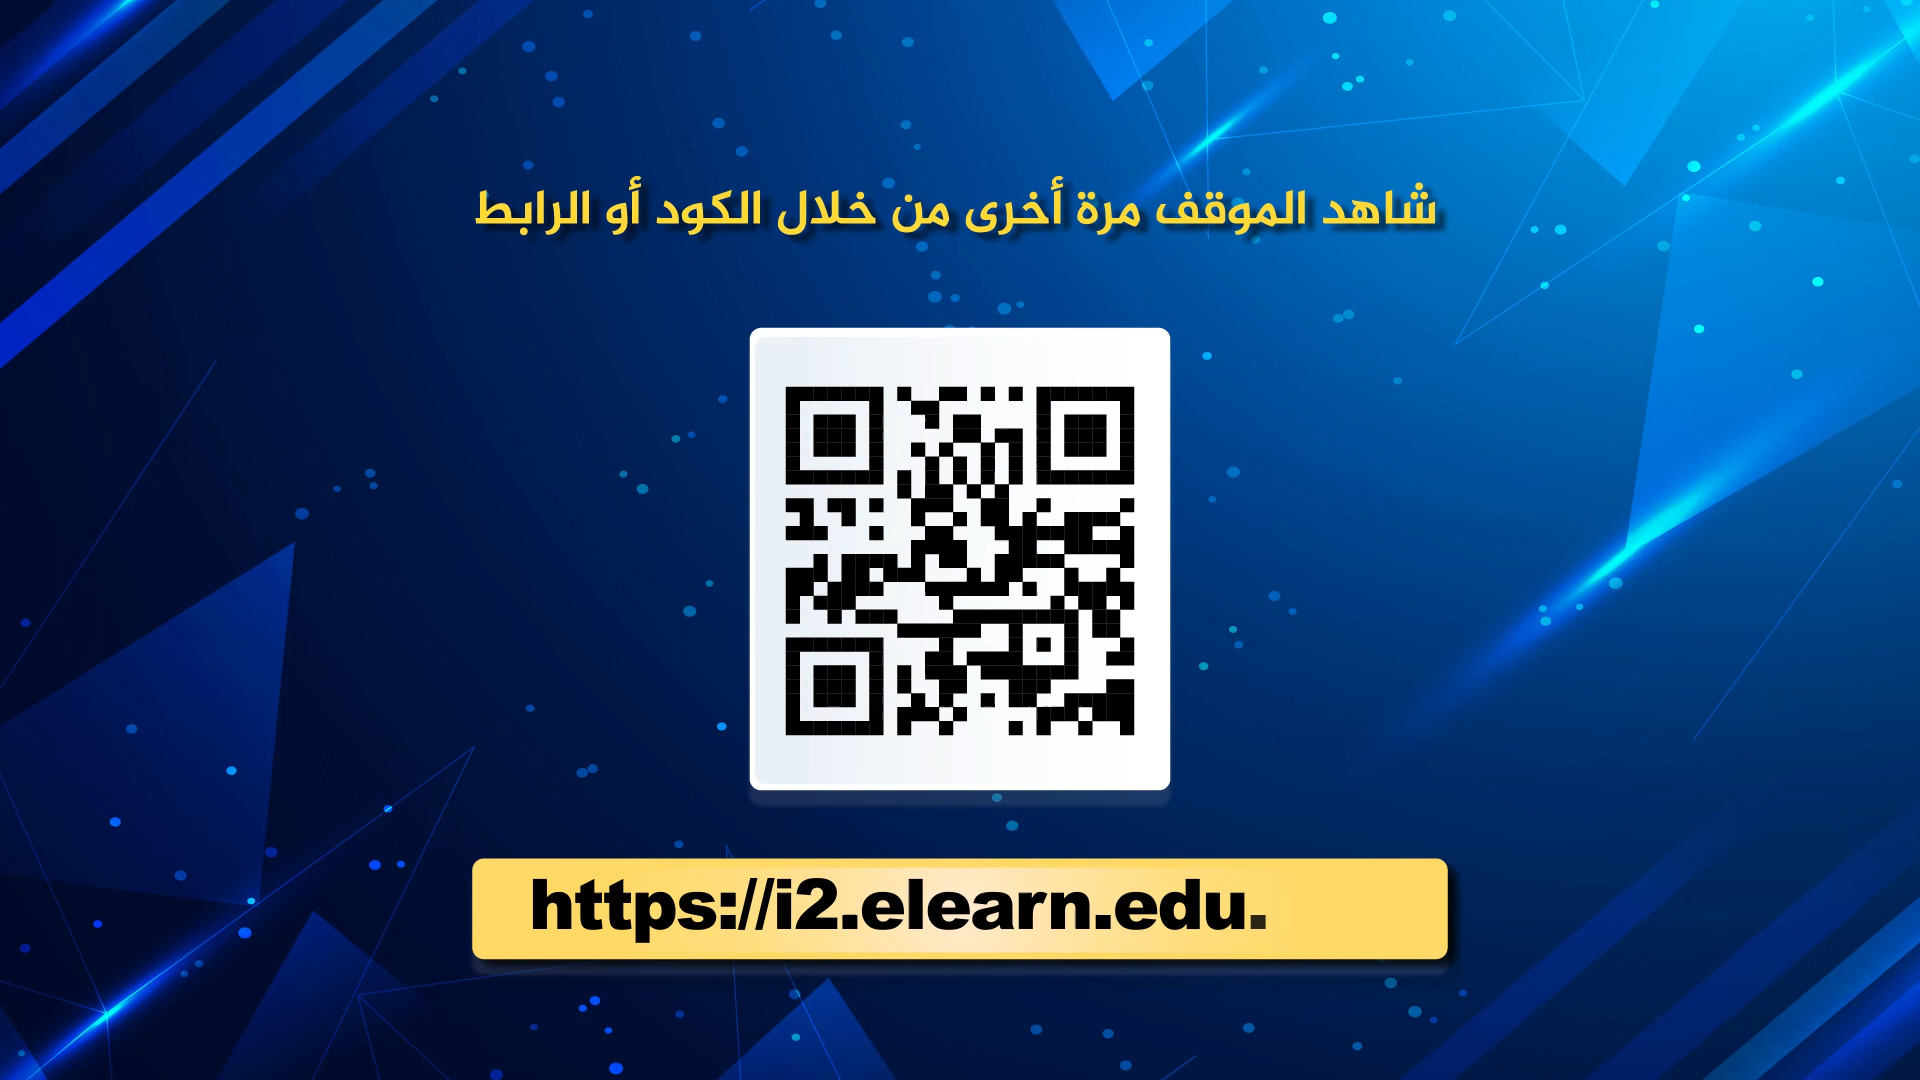 شاهد الموقف مرة أخرى من خلال الكود أو الرابط
https://i2.elearn.edu.